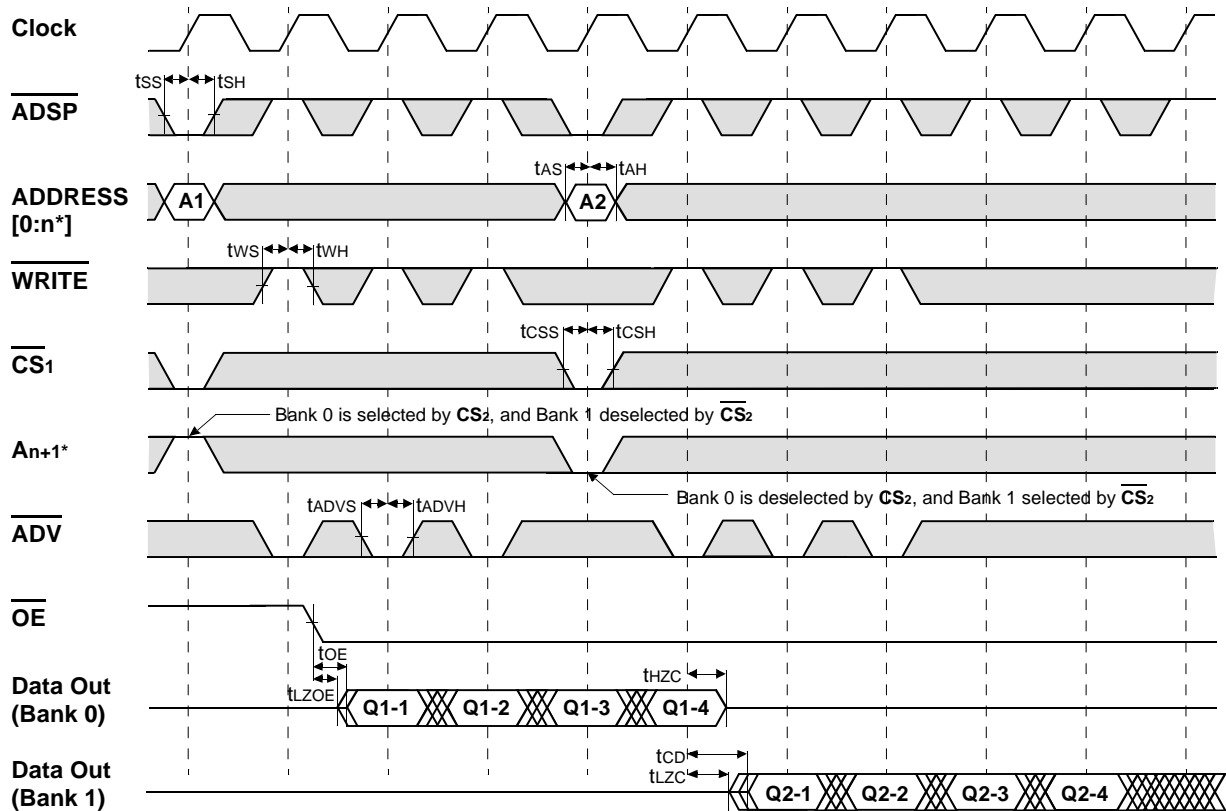 Clock
tSS tSH
ADSP
tAS tAH
ADDRESS
[0:n*]
A1 A2
tWS tWH
WRITE
tCSS tCSH
CS1
Bank 0 is selected by CS2, and Bank 1 deselected by CS2
An+1*
Bank 0 is deselected by CS2, and Bank 1 selected by CS2
tADVS tADVH
ADV
OE
tOE
tHZC
tLZOE
Data Out
(Bank 0)
Q1-1 Q1-2 Q1-3 Q1-4
tCD
tLZC
Data Out
(Bank 1)
Q2-1 Q2-2 Q2-3 Q2-4